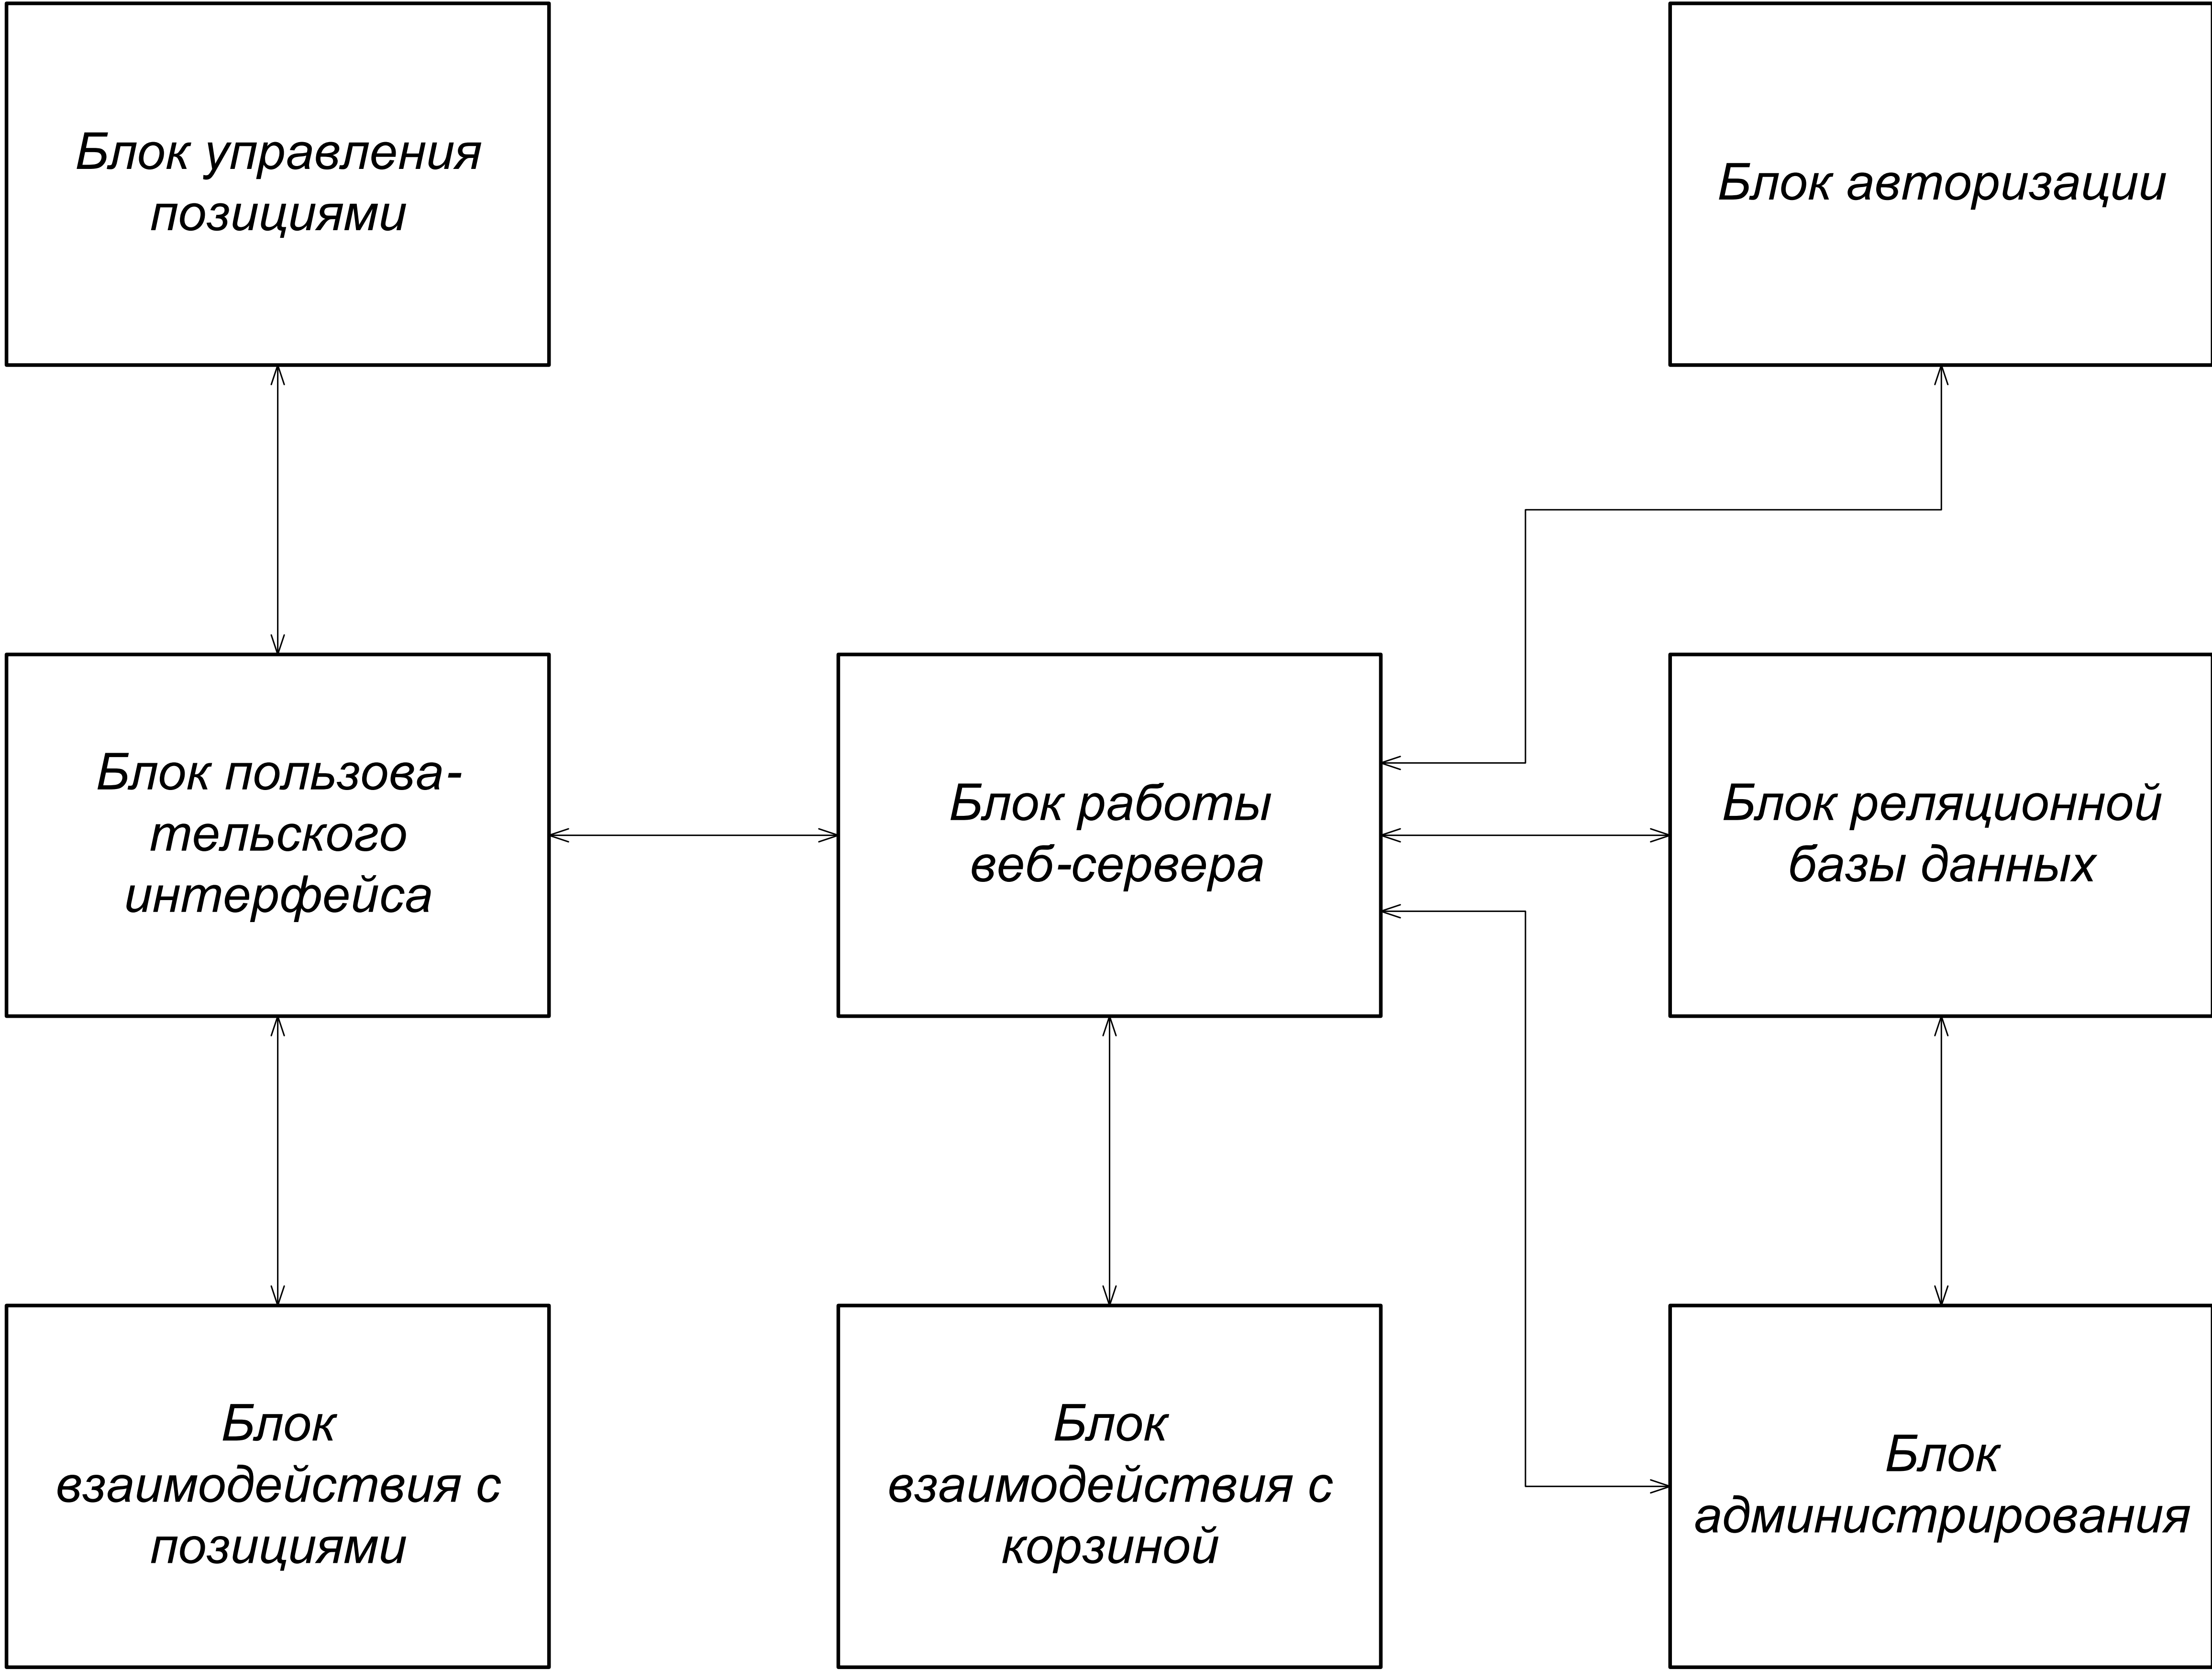 Блок управления
позициями
Блок авторизации
Блок пользова-
тельского
интерфейса
Блок работы
веб-сервера
Блок реляционной
базы данных
Блок
взаимодействия с
позициями
Блок
взаимодействия с
корзиной
Блок
администрирования